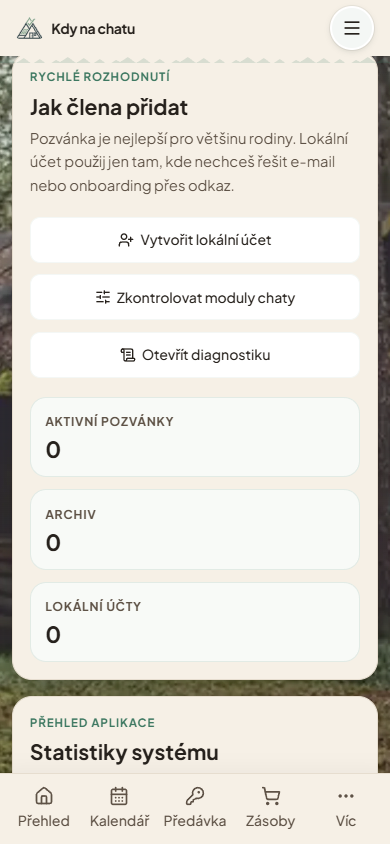 Kdy na chatu
RYCHLÉ ROZHODNUTÍ
Jak člena přidat
Pozvánka je nejlepší pro většinu rodiny. Lokální
účet použij jen tam, kde nechceš řešit e-mail
nebo onboarding přes odkaz.
Vytvořit lokální účet
Zkontrolovat moduly chaty
Otevřít diagnostiku
AKTIVNÍ POZVÁNKY
0
ARCHIV
0
LOKÁLNÍ ÚČTY
0
PŘEHLED APLIKACE
Statistiky systému
Přehled Kalendář Předávka Zásoby Víc